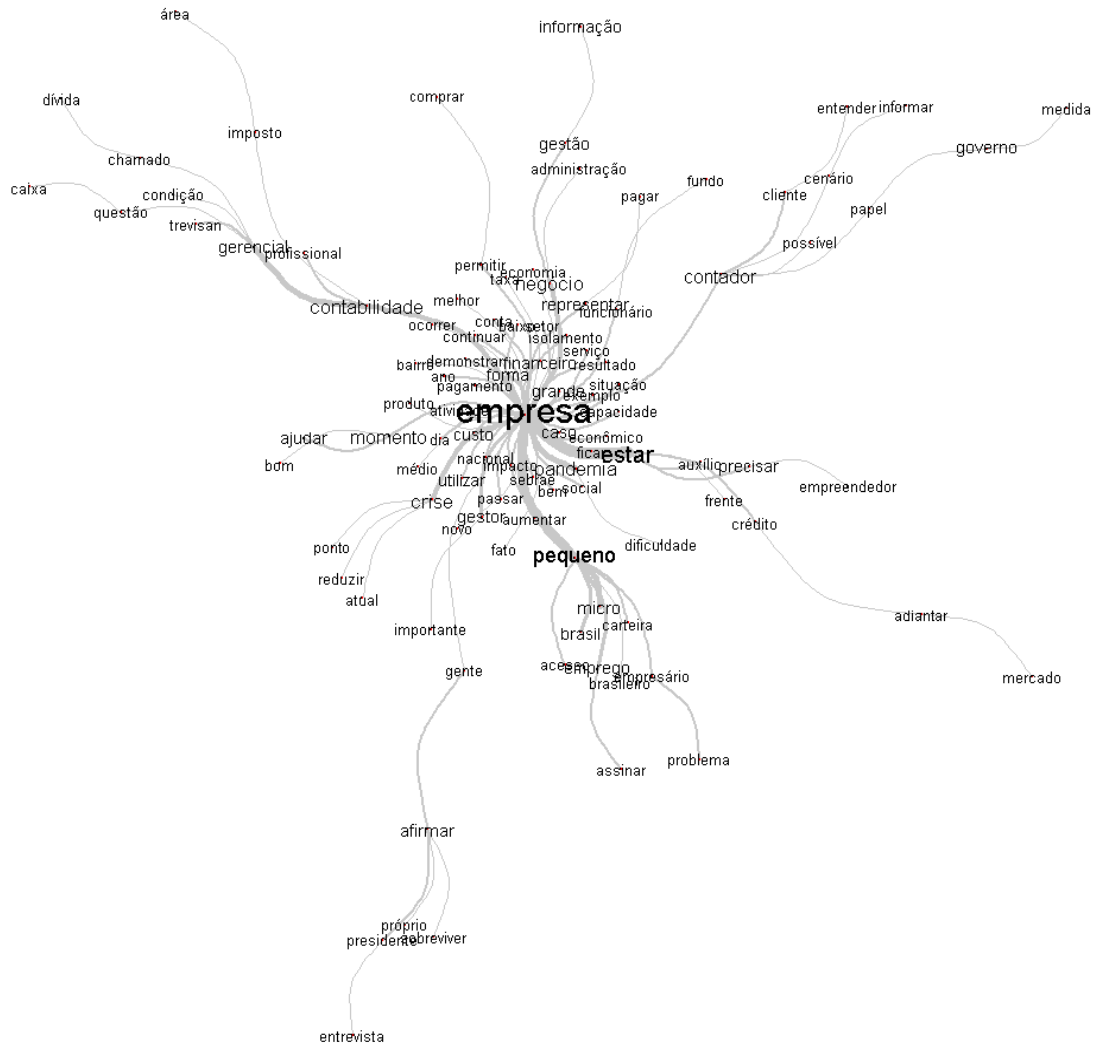 área
informação
dívida
comprar
entender
informar
medida
imposto
gestão
governo
chamado
administração
caixa
condição
pagar
fundo
cenário
cliente
questão
papel
trevisan
gerencial
profissional
possível
permitir
economia
contador
taxa
negócio
contabilidade
melhor
representar
funcionário
ocorrer
conta
baixo
setor
continuar
isolamento
serviço
bairro
demonstrar
financeiro
resultado
ano
forma
pagamento
situação
grande
exemplo
produto
atividade
empresa
capacidade
ajudar
momento
dia
custo
caso
econômico
ficar
estar
bom
médio
nacional
impacto
pandemia
auxílio
precisar
utilizar
sebrae
empreendedor
bem
social
crise
passar
frente
gestor
aumentar
crédito
novo
ponto
fato
pequeno
dificuldade
reduzir
atual
micro
adiantar
importante
brasil
carteira
gente
acesso
emprego
empresário
mercado
brasileiro
assinar
problema
afirmar
próprio
presidente
sobreviver
entrevista